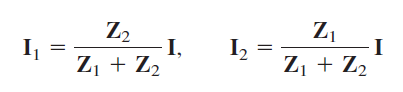 I₁ = Z₂ / (Z₁ + Z₂) I, I₂ = Z₁ / (Z₁ + Z₂) I